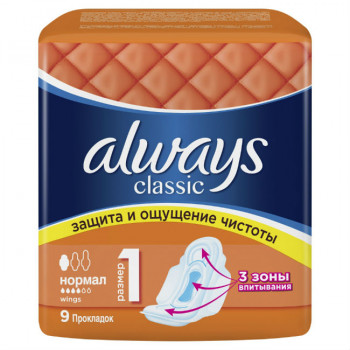 always
classic
защита и ощущение чистоты
нормал
wings
размер 1
3 зоны
впитывания
9 Прокладок